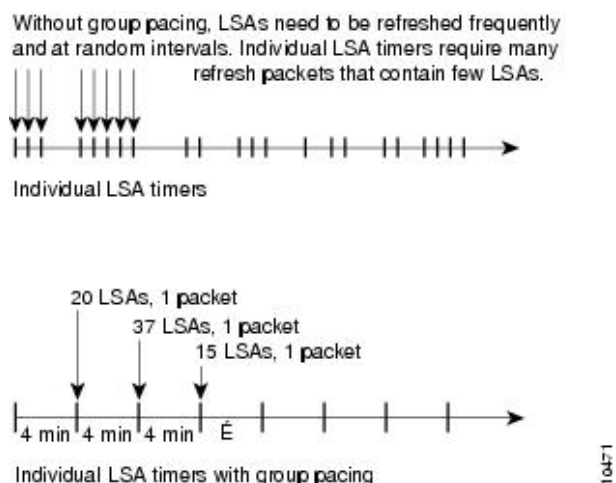 Without group pacing, LSAs need to be refreshed frequently
and at random intervals. Individual LSA timers require many
refresh packets that contain few LSAs.
Individual LSA timers
20 LSAs, 1 packet
37 LSAs, 1 packet
15 LSAs, 1 packet
4 min 4 min 4 min É
Individual LSA timers with group pacing
10471